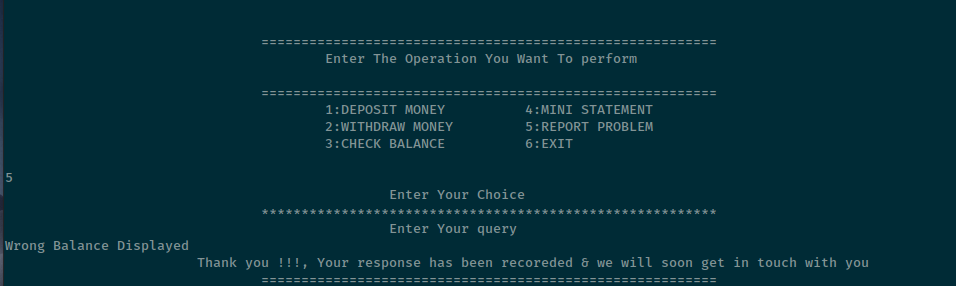 =========================================================
Enter The Operation You Want To perform
=========================================================
1:DEPOSIT MONEY 4:MINI STATEMENT
2:WITHDRAW MONEY 5:REPORT PROBLEM
3:CHECK BALANCE 6:EXIT
5
Enter Your Choice
*********************************************************
Enter Your query
Wrong Balance Displayed
Thank you !!!, Your response has been recoreded & we will soon get in touch with you
=========================================================